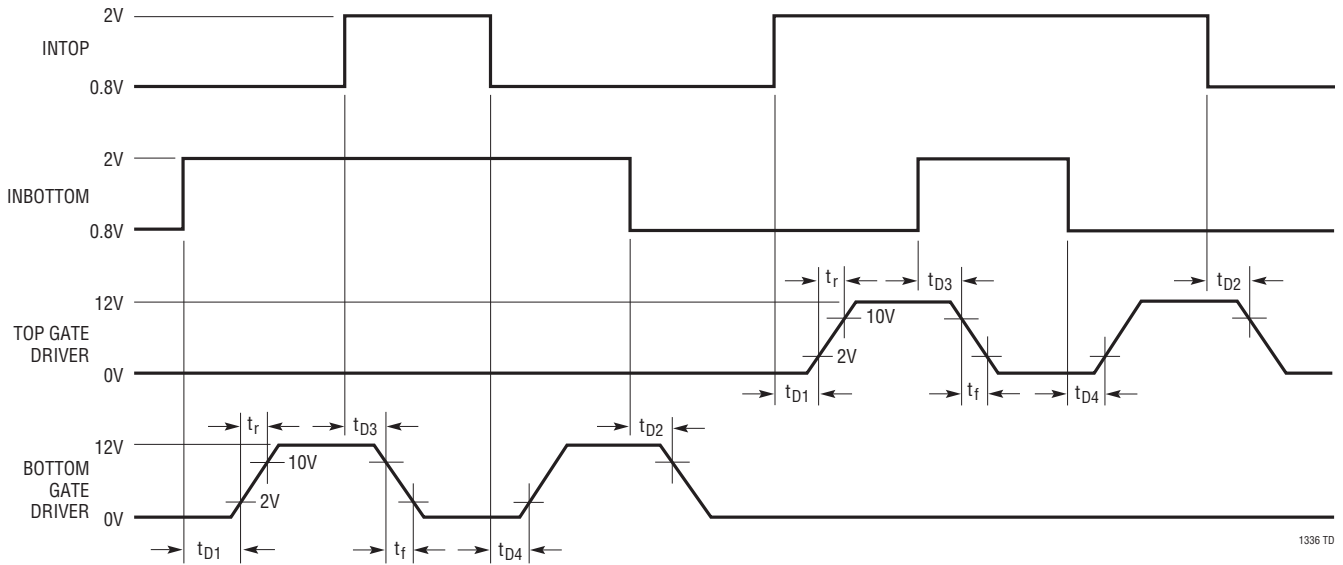 2V
INTOP
0.8V
2V
INBOTTOM
0.8V
tr
tD3
tD2
12V
10V
TOP GATE
DRIVER
2V
0V
tD1
tf
tD4
tr
tD3
tD2
12V
10V
BOTTOM
GATE
DRIVER
2V
0V
tD1
tf
tD4
1336 TD